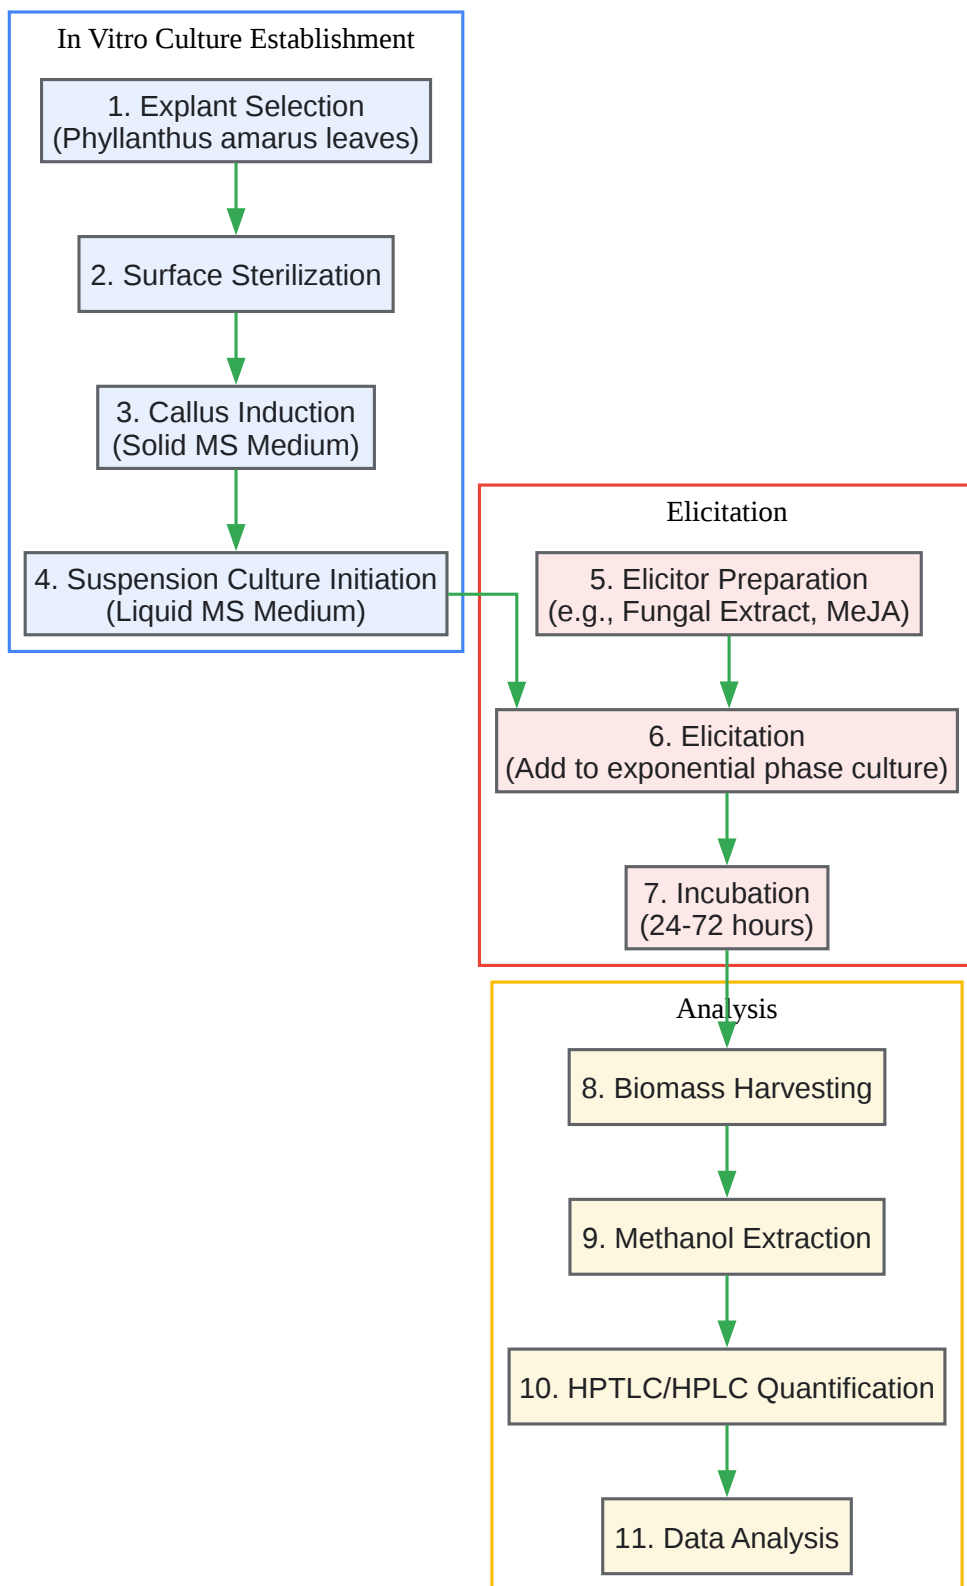 In Vitro Culture Establishment
1. Explant Selection
(Phyllanthus amarus leaves)
2. Surface Sterilization
3. Callus Induction
(Solid MS Medium)
4. Suspension Culture Initiation
(Liquid MS Medium)
Elicitation
5. Elicitor Preparation
(e.g., Fungal Extract, MeJA)
6. Elicitation
(Add to exponential phase culture)
7. Incubation
(24-72 hours)
Analysis
8. Biomass Harvesting
9. Methanol Extraction
10. HPTLC/HPLC Quantification
11. Data Analysis